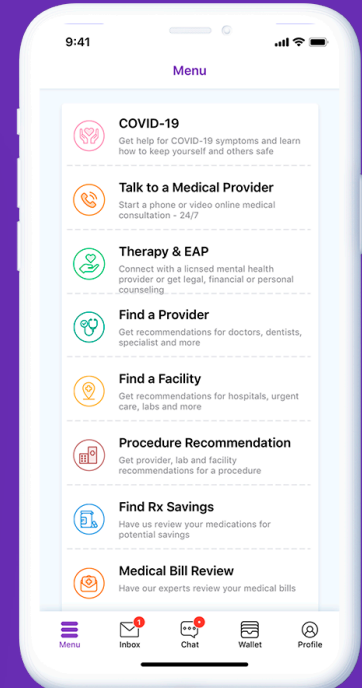 9:41
Menu
COVID-19
Get help for COVID-19 symptoms and learn
how to keep yourself and others safe
Talk to a Medical Provider
Start a phone or video online medical
consultation - 24/7
Therapy & EAP
Connect with a licnsed mental health
provider or get legal, financial or personal
counseling
Find a Provider
Get recommendations for doctors, dentists,
specialist and more
Find a Facility
Get recommendations for hospitals, urgent
care, labs and more
Procedure Recommendation
Get provider, lab and facility
recommendations for a procedure
Find Rx Savings
Have us review your medications for
potential savings
Medical Bill Review
Have our experts review your medical bills
1
Menu Inbox Chat Wallet Profile